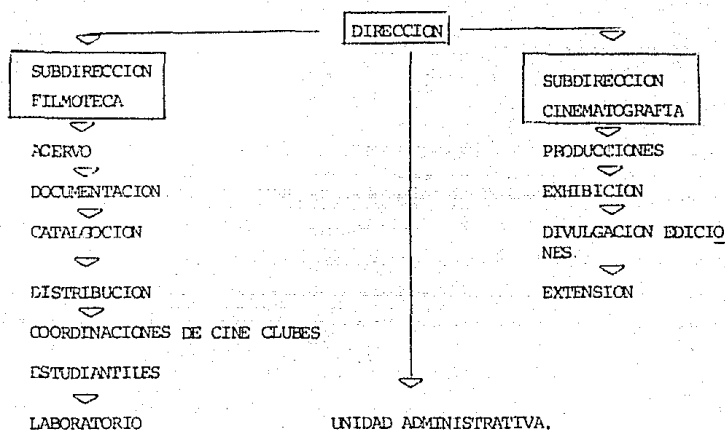 DIRECCION
SUBDIRECCION
FILMOTECA
ACERVO
DOCUMENTACION
CATALOGCION
DISTRIBUCION
COORDINACIONES DE CINE CLUBES
ESTUDIANTILES
LABORATORIO
UNIDAD ADMINISTRATIVA.
SUBDIRECCION
CINEMATOGRAFIA
PRODUCCIONES
EXHIBICION
DIVULGACION EDICIO
NES.
EXTENSION